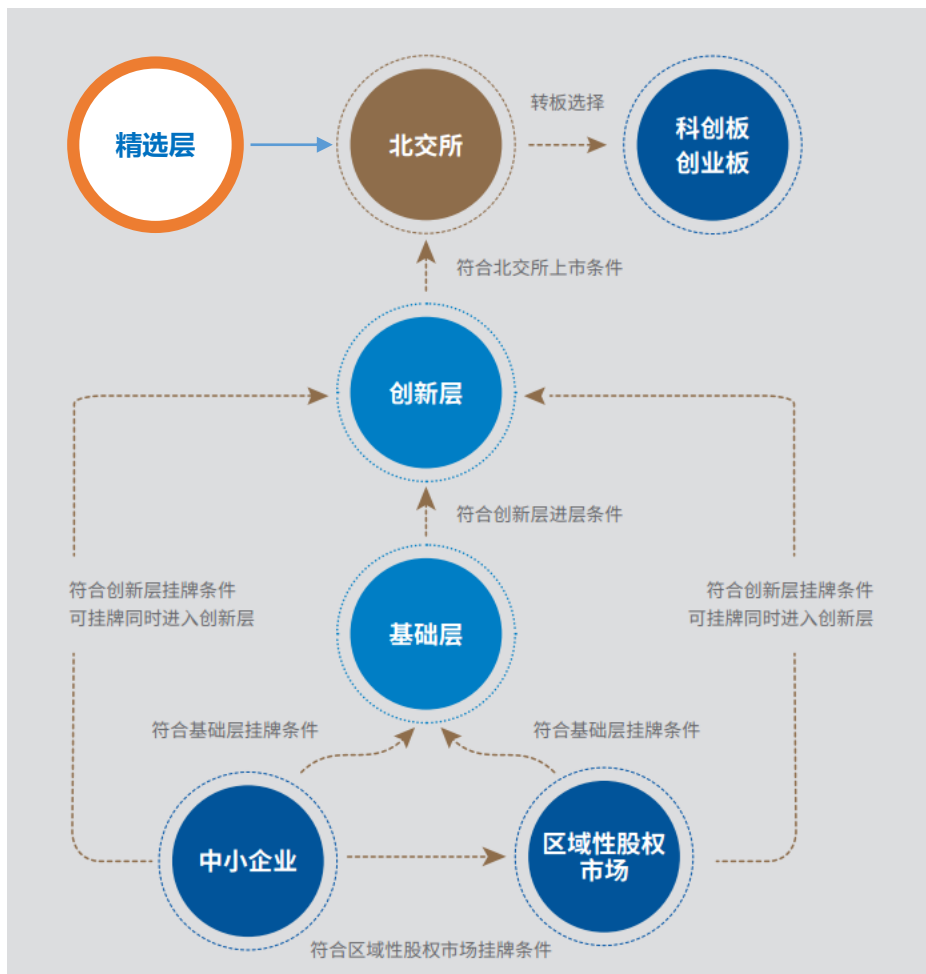 精选层
北交所
转板选择
科创板
创业板
符合北交所上市条件
创新层
符合创新层进层条件
符合创新层挂牌条件
可挂牌同时进入创新层
符合创新层挂牌条件
可挂牌同时进入创新层
基础层
符合基础层挂牌条件
符合基础层挂牌条件
中小企业
区域性股权
市场
符合区域性股权市场挂牌条件